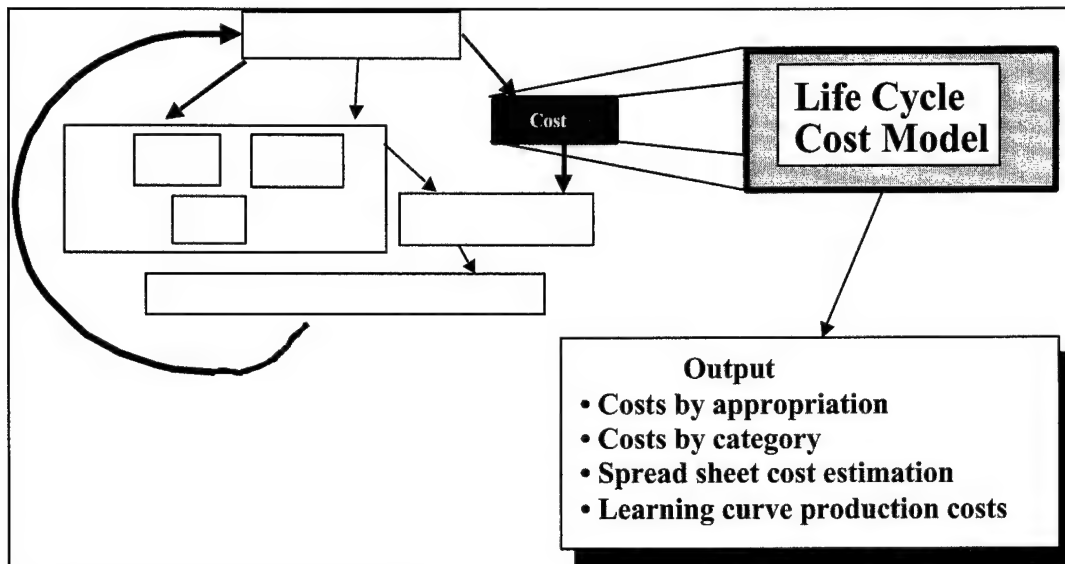 Cost
Life Cycle
Cost Model
Output
• Costs by appropriation
• Costs by category
• Spread sheet cost estimation
• Learning curve production costs